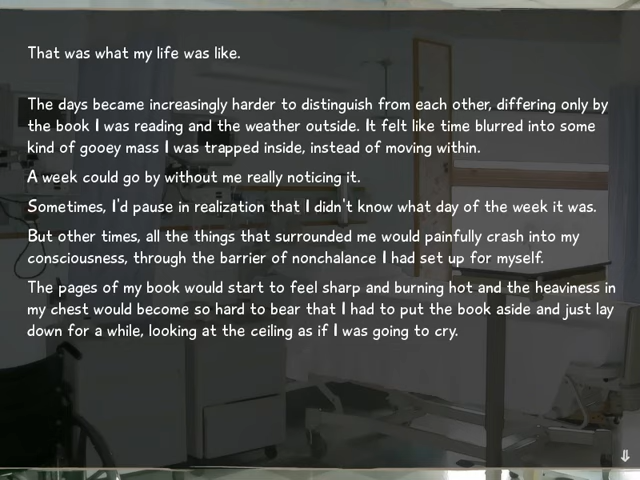 That was what my life was like.
The days became increasingly harder to distinguish from each other, differing only by
the book I was reading and the weather outside. It felt like time blurred into some
kind of gooey mass I was trapped inside, instead of moving within.
A week could go by without me really noticing it.
Sometimes, I'd pause in realization that I didn't know what day of the week it was.
But other times, all the things that surrounded me would painfully crash into my
consciousness, through the barrier of nonchalance I had set up for myself.
The pages of my book would start to feel sharp and burning hot and the heaviness in
my chest would become so hard to bear that I had to put the book aside and just lay
down for a while, looking at the ceiling as if I was going to cry.